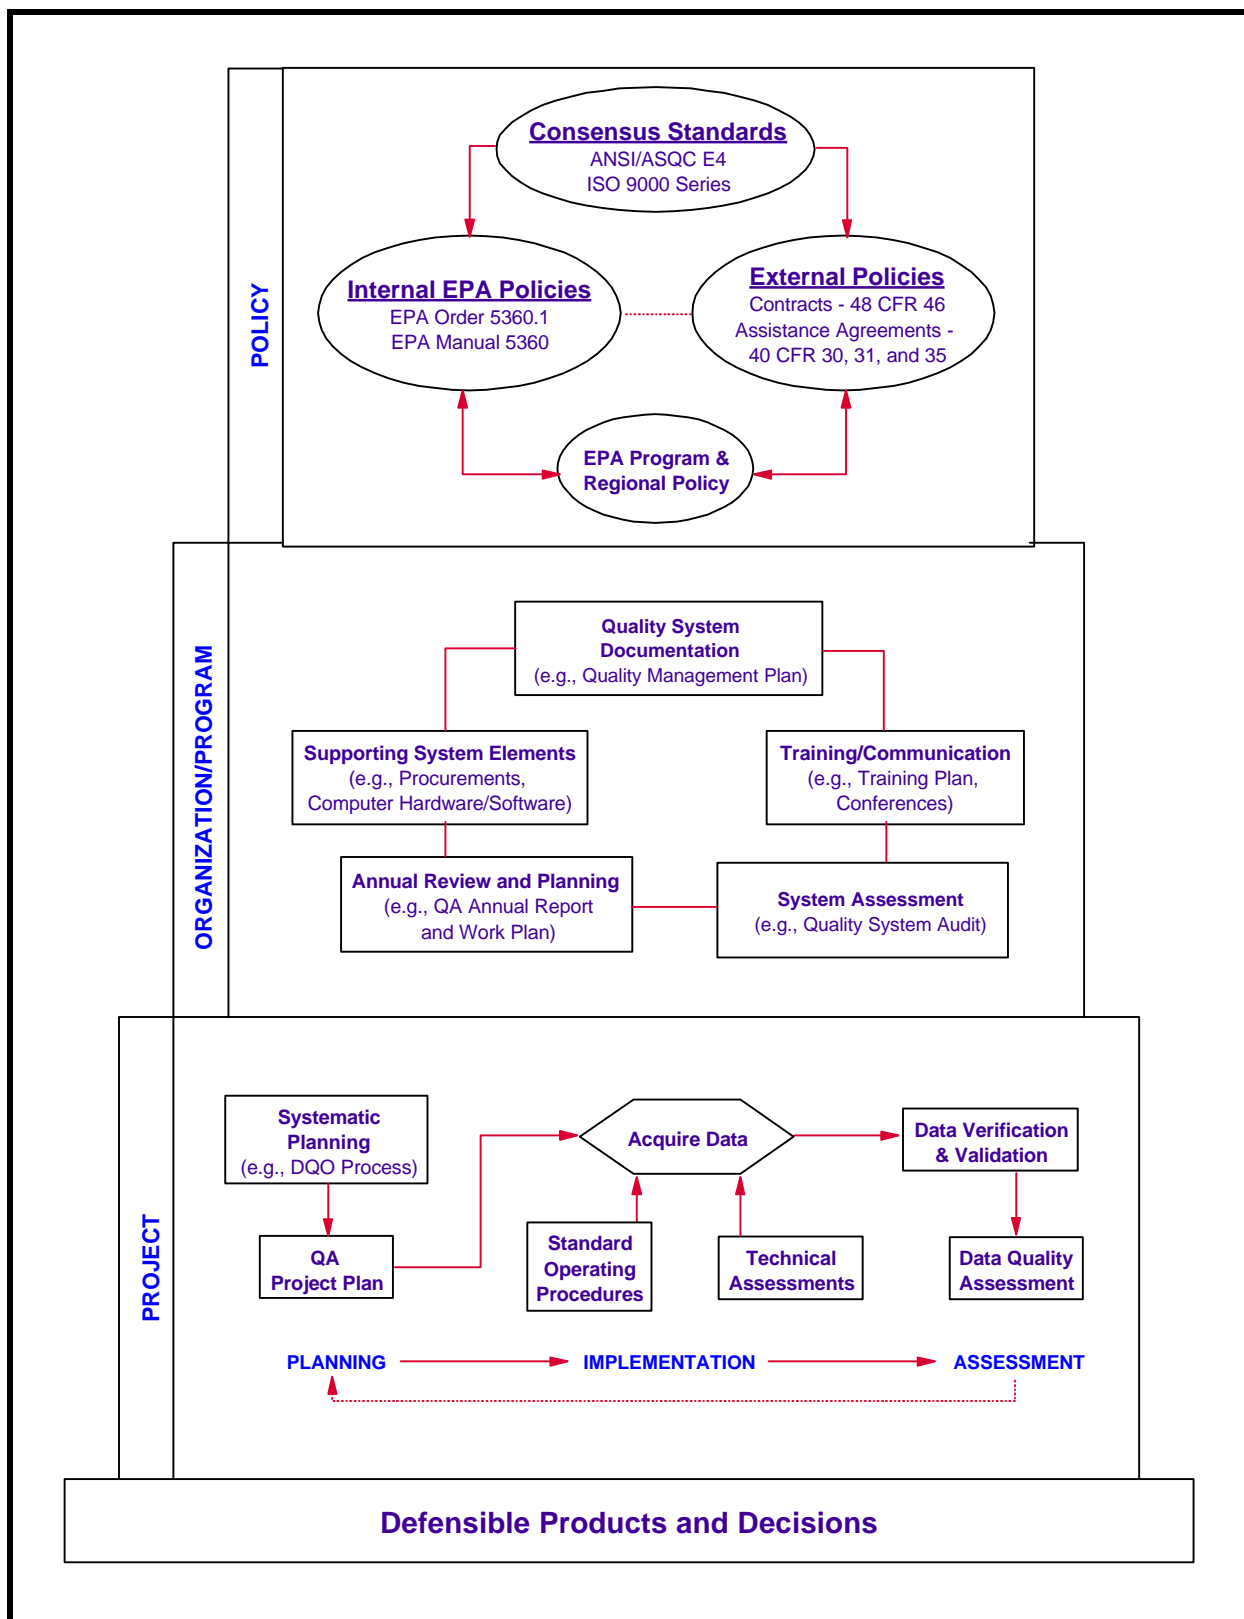 POLICY
Consensus Standards
ANSI/ASQC E4
ISO 9000 Series
Internal EPA Policies
EPA Order 5360.1
EPA Manual 5360
External Policies
Contracts - 48 CFR 46
Assistance Agreements -
40 CFR 30, 31, and 35
EPA Program &
Regional Policy
ORGANIZATION/PROGRAM
Quality System
Documentation
(e.g., Quality Management Plan)
Supporting System Elements
(e.g., Procurements,
Computer Hardware/Software)
Training/Communication
(e.g., Training Plan,
Conferences)
Annual Review and Planning
(e.g., QA Annual Report
and Work Plan)
System Assessment
(e.g., Quality System Audit)
PROJECT
Systematic
Planning
(e.g., DQO Process)
QA
Project Plan
Acquire Data
Standard
Operating
Procedures
Technical
Assessments
Data Verification
& Validation
Data Quality
Assessment
PLANNING
IMPLEMENTATION
ASSESSMENT
Defensible Products and Decisions